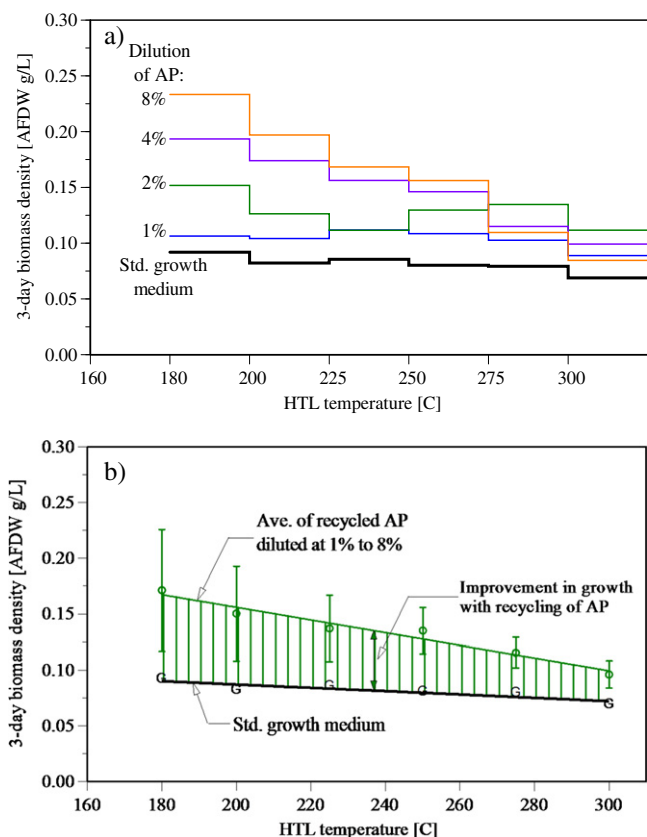 a)
0.30
0.25
0.20
0.15
0.10
0.05
0.00
3-day biomass density [AFDW g/L]
Dilution
of AP:
8%
4%
2%
1%
Std. growth
medium
160
180
200
225
250
275
300
HTL temperature [C]
b)
0.30
0.25
0.20
0.15
0.10
0.05
0.00
3-day biomass density [AFDW g/L]
Ave. of recycled AP
diluted at 1% to 8%
Improvement in growth
with recycling of AP
G G G G G G
Std. growth medium
160 180 200 220 240 260 280 300
HTL temperature [C]